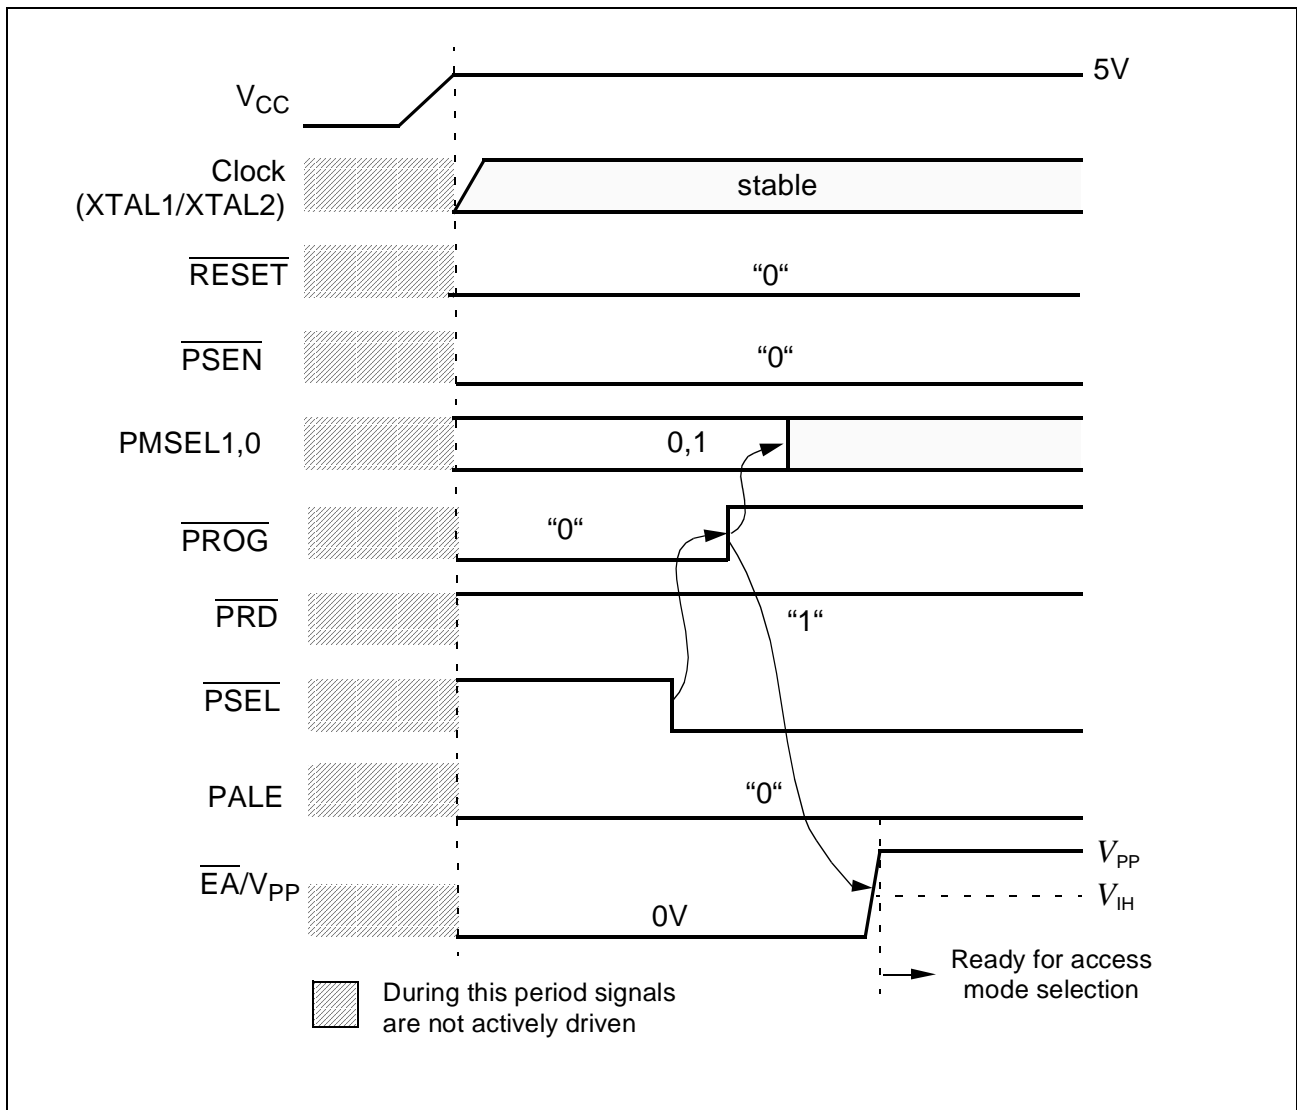 5V
VCC
Clock
(XTAL1/XTAL2)
stable
RESET
“0“
PSEN
“0“
PMSEL1,0
0,1
PROG
“0“
PRD
“1“
PSEL
PALE
“0“
EA/VPP
0V
VPP
VIH
Ready for access
mode selection
During this period signals
are not actively driven